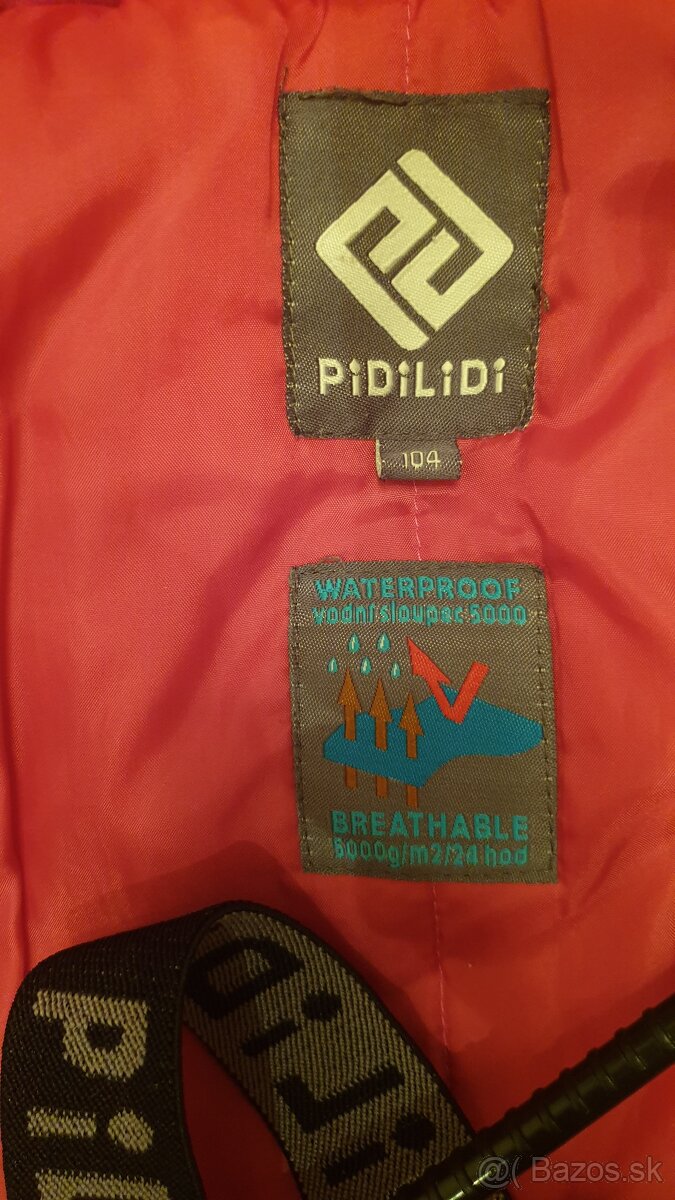 PiDiLiDi
104
WATERPROOF
vodní sloupec 5000
BREATHABLE
5000g/m2/24 hod
PiDiLiDi
@ Bazos.sk